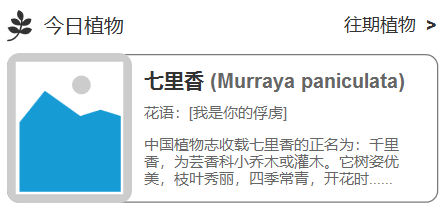 今日植物
往期植物 >
七里香 (Murraya paniculata)
花语：[我是你的俘虏]
中国植物志收载七里香的正名为：千里
香，为芸香科小乔木或灌木。它树姿优
美，枝叶秀丽，四季常青，开花时......